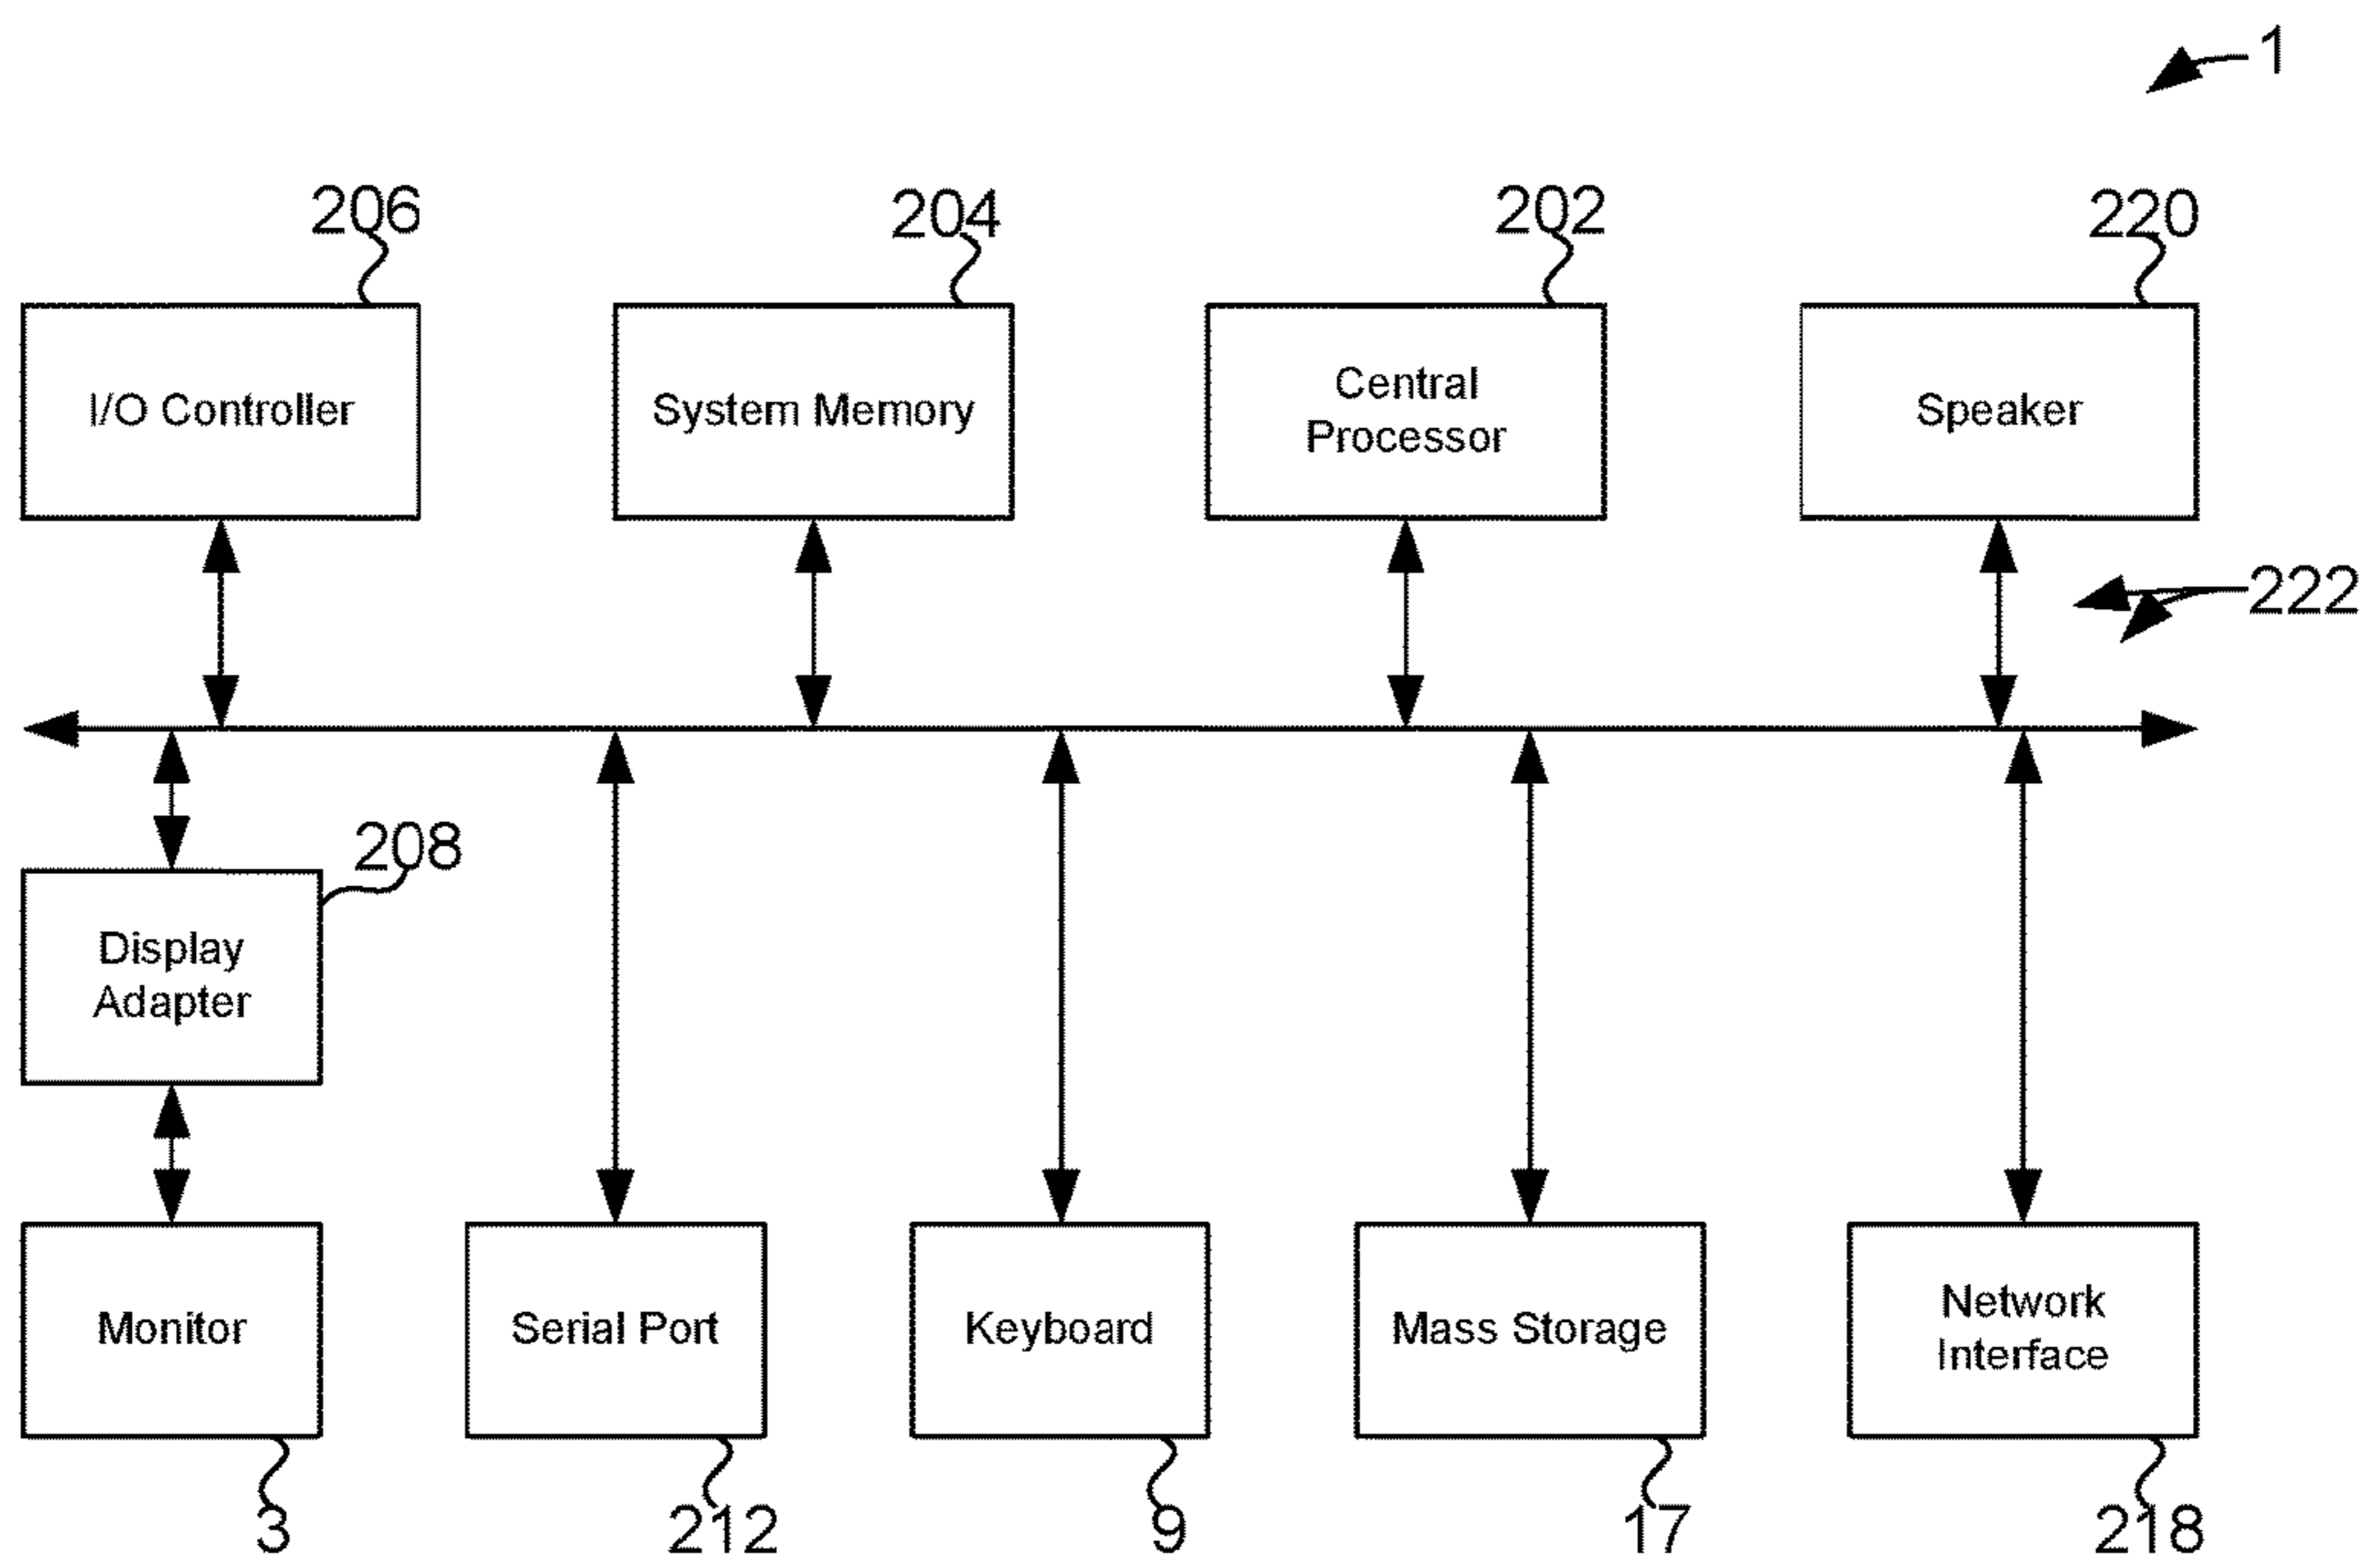 1
206
204
202
220
I/O Controller
System Memory
Central
Processor
Speaker
222
208
Display
Adapter
Monitor
Serial Port
Keyboard
Mass Storage
Network
Interface
3
212
9
17
218